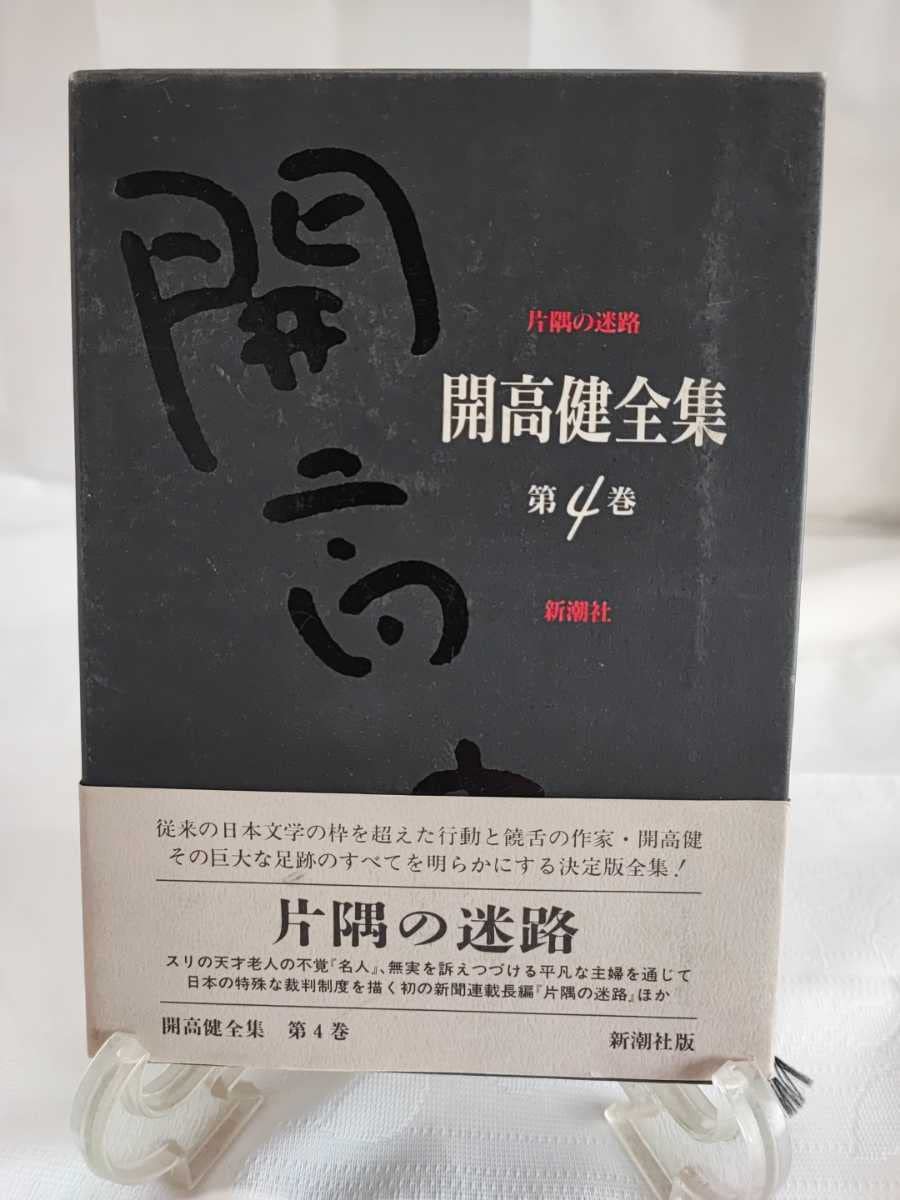 開高
片隅の迷路
開高健全集
第4巻
新潮社
従来の日本文学の枠を超えた行動と饒舌の作家・開高健
その巨大な足跡のすべてを明らかにする決定版全集!
片隅の迷路
スリの天才老人の不覚『名人』、無実を訴えつづける平凡な主婦を通じて
日本の特殊な裁判制度を描く初の新聞連載長編『片隅の迷路』ほか
開高健全集 第4巻
新潮社版